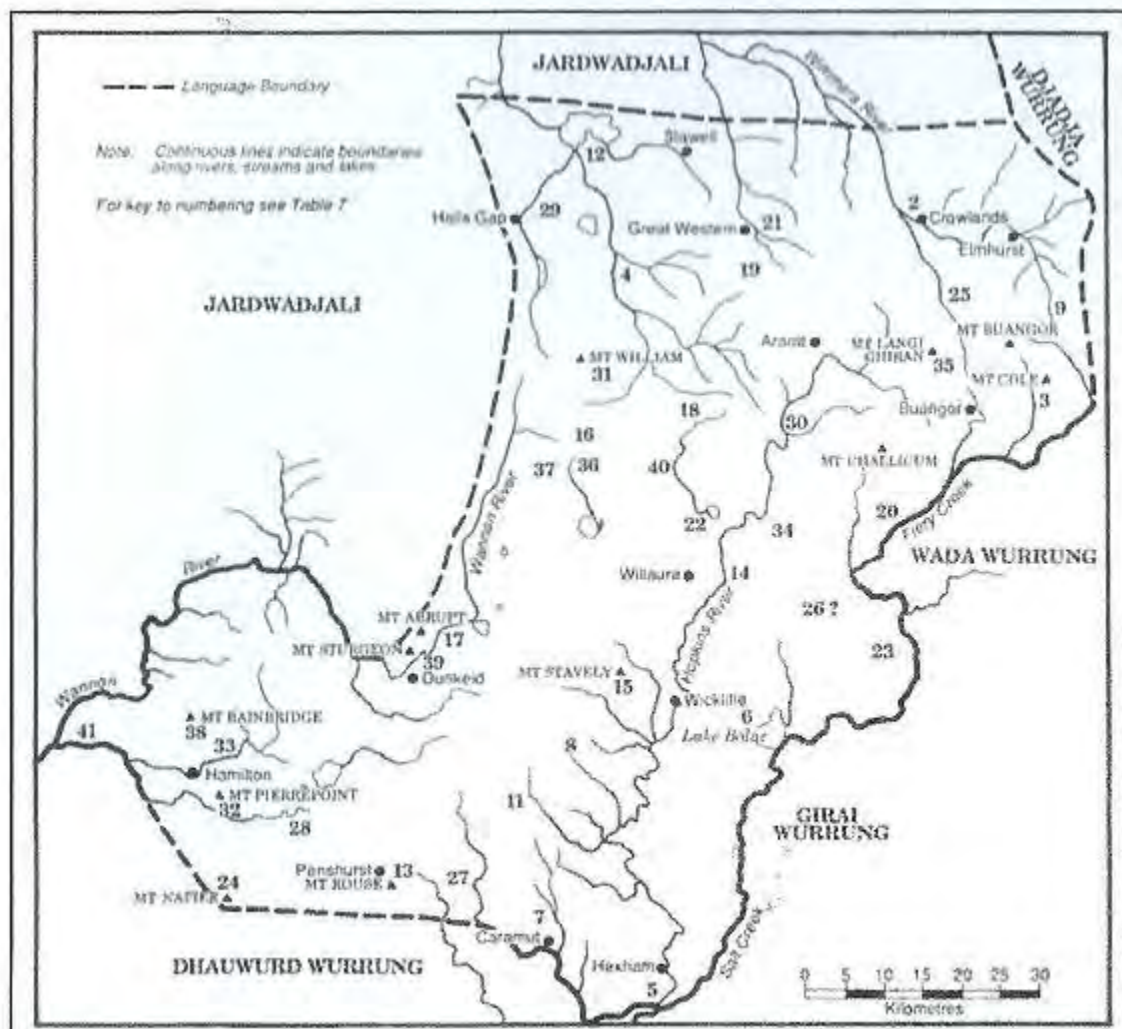 JARDWADJALI
Wimmera River
DJADJA
WURRUNG
Language Boundary
Note: Continuous lines indicate boundaries
along rivers, streams and lakes
For key to numbering see Table 7
12
Stawell
Halls Gap
29
Great Western
21
2
Crowlands
Elmhurst
19
4
25
9
JARDWADJALI
MT BUANGOR
Ararat
MT LANGI
GHIRAN
35
MT WILLIAM
31
MT COLE
3
Buangor
18
30
16
37
36
40
MT CHALLICUM
Wannon River
22
34
20
Fiery Creek
WADA WURRUNG
River
Willaura
14
Hopkins River
26 ?
MT ABRUPT
17
MT STURGEON
39
Dunkeld
23
MT STAVELY
15
Wickliffe
Wannon
41
MT BAINBRIDGE
38
33
6
Lake Bolac
8
Hamilton
MT PIERREPOINT
32
28
11
GIRAI
WURRUNG
Penshurst
13
MT ROUSE
27
24
MT NAPIER
7
Caramut
Salt Creek
DHAUWURD WURRUNG
Hexham
5
0 5 10 15 20 25 30
Kilometres